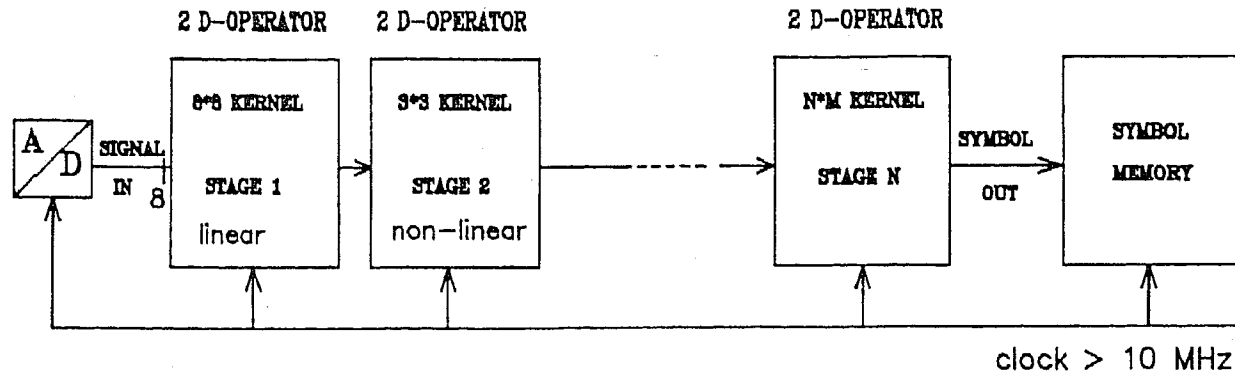 2 D-OPERATOR 2 D-OPERATOR 2 D-OPERATOR
8*8 KERNEL
STAGE 1
linear
3*3 KERNEL
STAGE 2
non-linear
N*M KERNEL
STAGE N
A
D
SIGNAL
IN
8
SYMBOL
OUT
SYMBOL
MEMORY
clock > 10 MHz